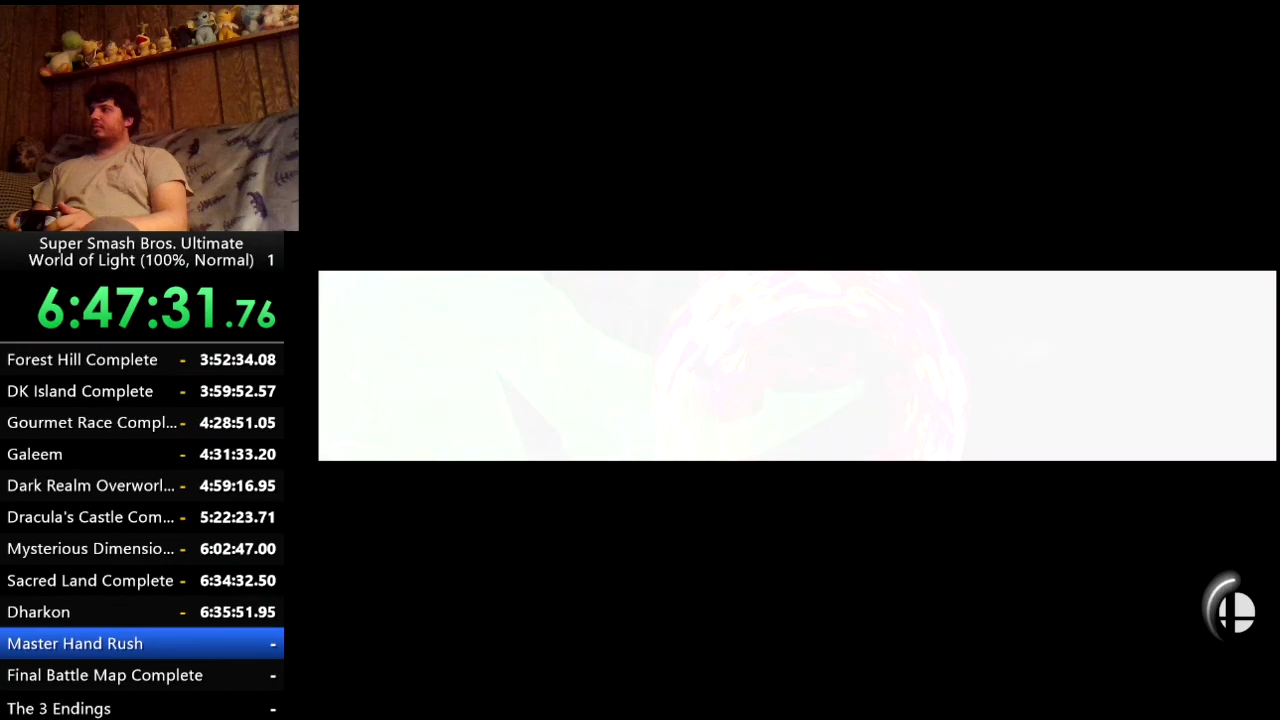 Super Smash Bros. Ultimate
World of Light (100%, Normal) 1
6:47:31.76
Forest Hill Complete - 3:52:34.08
DK Island Complete - 3:59:52.57
Gourmet Race Compl... - 4:28:51.05
Galeem - 4:31:33.20
Dark Realm Overworl... - 4:59:16.95
Dracula's Castle Com... - 5:22:23.71
Mysterious Dimensio... - 6:02:47.00
Sacred Land Complete - 6:34:32.50
Dharkon - 6:35:51.95
Master Hand Rush -
Final Battle Map Complete -
The 3 Endings -